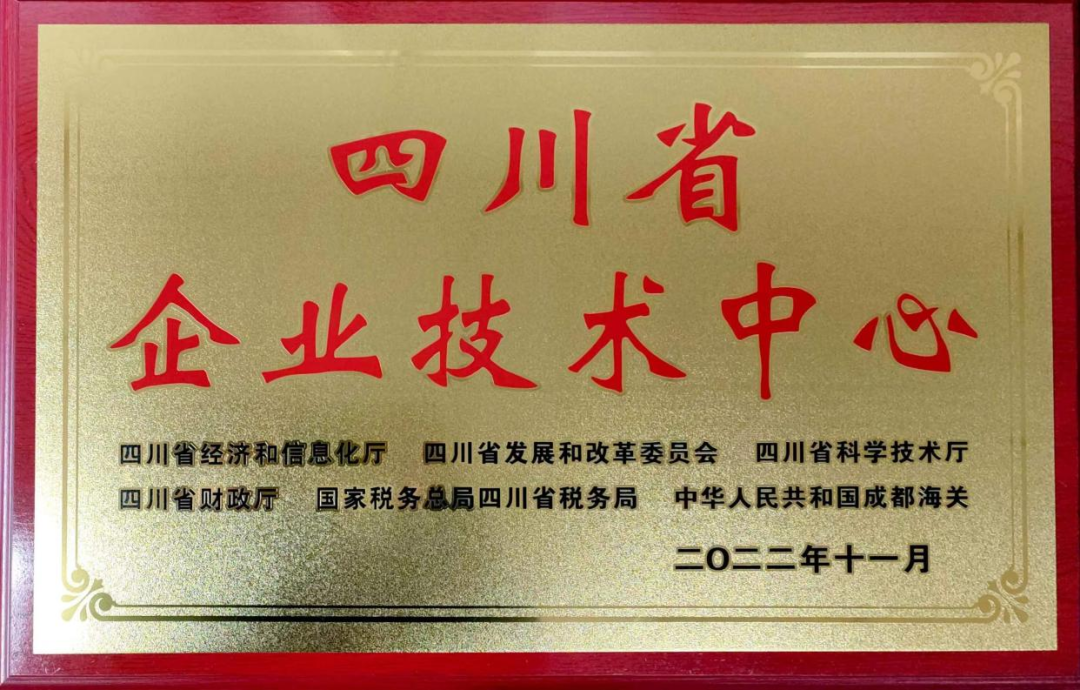 四川省
企业技术中心
四川省经济和信息化厅 四川省发展和改革委员会 四川省科学技术厅
四川省财政厅 国家税务总局四川省税务局 中华人民共和国成都海关
二O二二年十一月